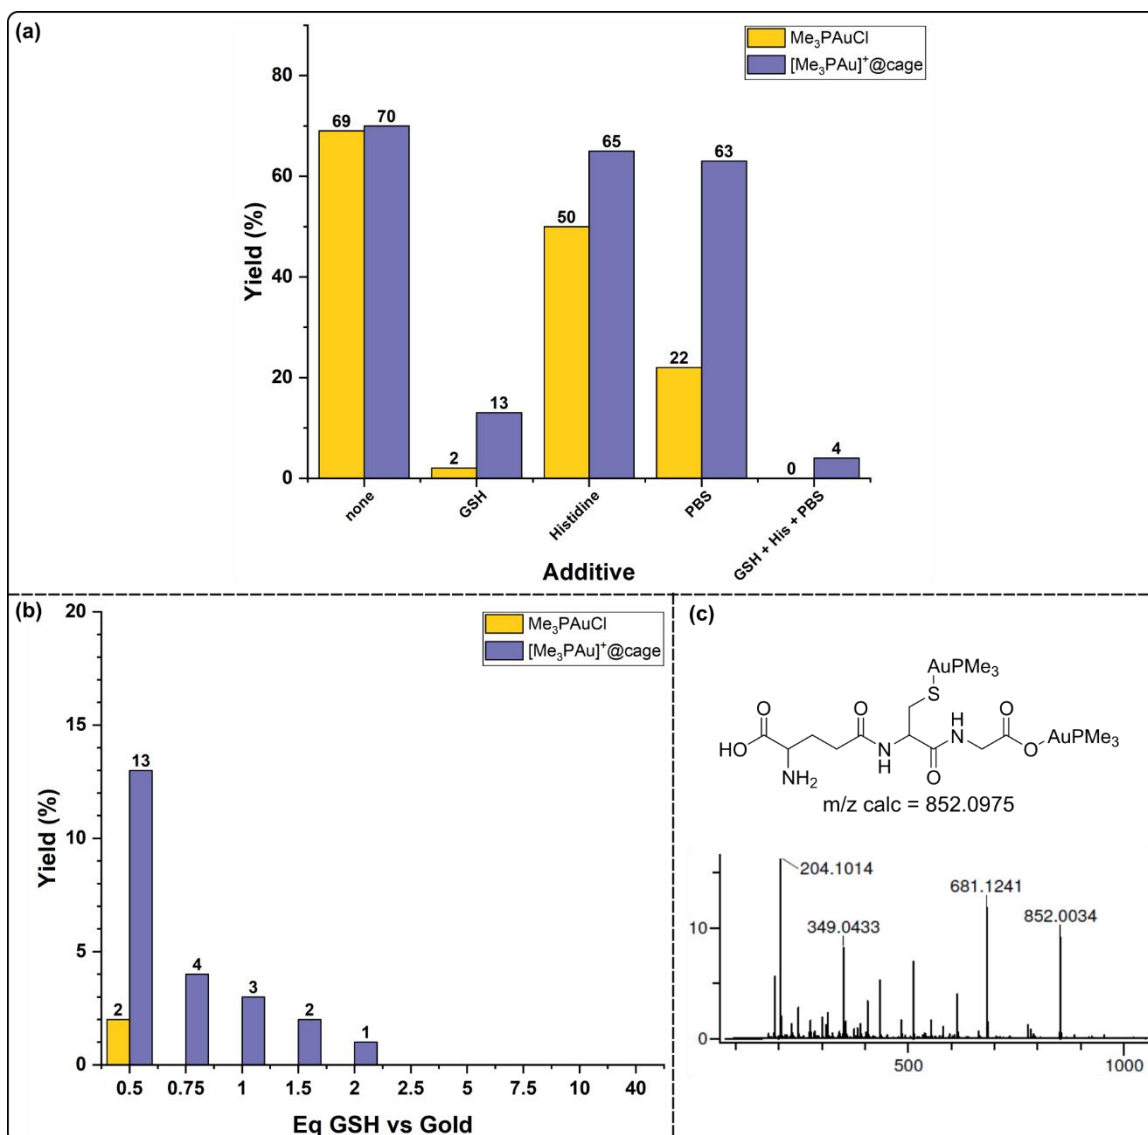 (a)
Me₃PAuCl
[Me₃PAu]⁺@cage
Yield (%)
80
60
40
20
0
69
70
2
13
50
65
22
63
0
4
none
GSH
Histidine
PBS
GSH + His + PBS
Additive
(b)
Me₃PAuCl
[Me₃PAu]⁺@cage
Yield (%)
20
15
10
5
0
2
13
4
3
2
1
0.5
0.75
1
1.5
2
2.5
5
7.5
10
40
Eq GSH vs Gold
(c)
AuPMe₃
S
O
O
H
N
O
HO
N
H
O
O
AuPMe₃
NH₂
m/z calc = 852.0975
204.1014
349.0433
681.1241
852.0034
10
0
500
1000